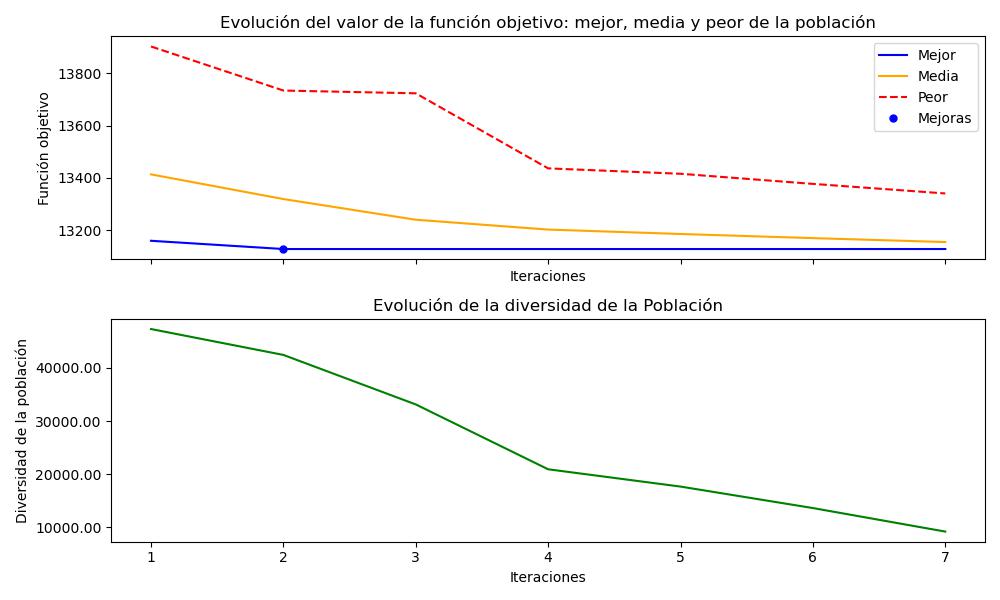 Evolución del valor de la función objetivo: mejor, media y peor de la población
Función objetivo
13800
13600
13400
13200
Mejor
Media
Peor
Mejoras
Iteraciones
Evolución de la diversidad de la Población
Diversidad de la población
40000.00
30000.00
20000.00
10000.00
1 2 3 4 5 6 7
Iteraciones